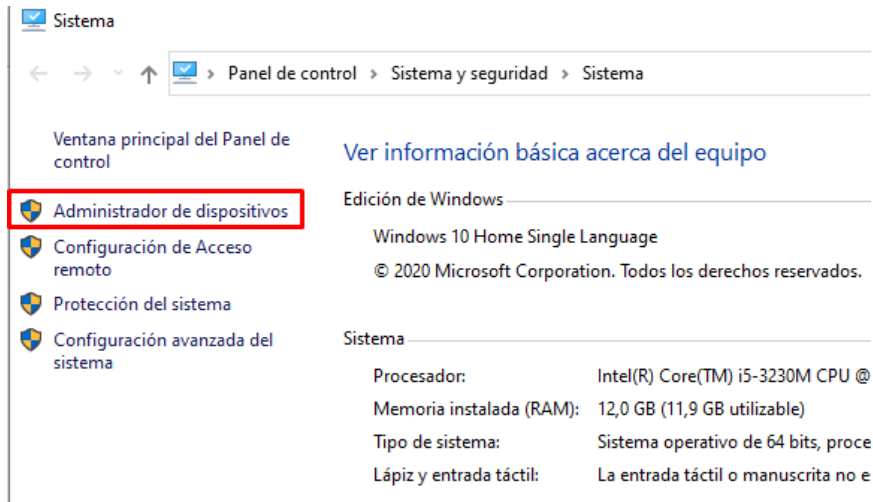 Sistema
Panel de control > Sistema y seguridad > Sistema
Ventana principal del Panel de
control
Administrador de dispositivos
Configuración de Acceso
remoto
Protección del sistema
Configuración avanzada del
sistema
Ver información básica acerca del equipo
Edición de Windows
Windows 10 Home Single Language
© 2020 Microsoft Corporation. Todos los derechos reservados.
Sistema
Procesador: Intel(R) Core(TM) i5-3230M CPU @
Memoria instalada (RAM): 12,0 GB (11,9 GB utilizable)
Tipo de sistema: Sistema operativo de 64 bits, proce
Lápiz y entrada táctil: La entrada táctil o manuscrita no e